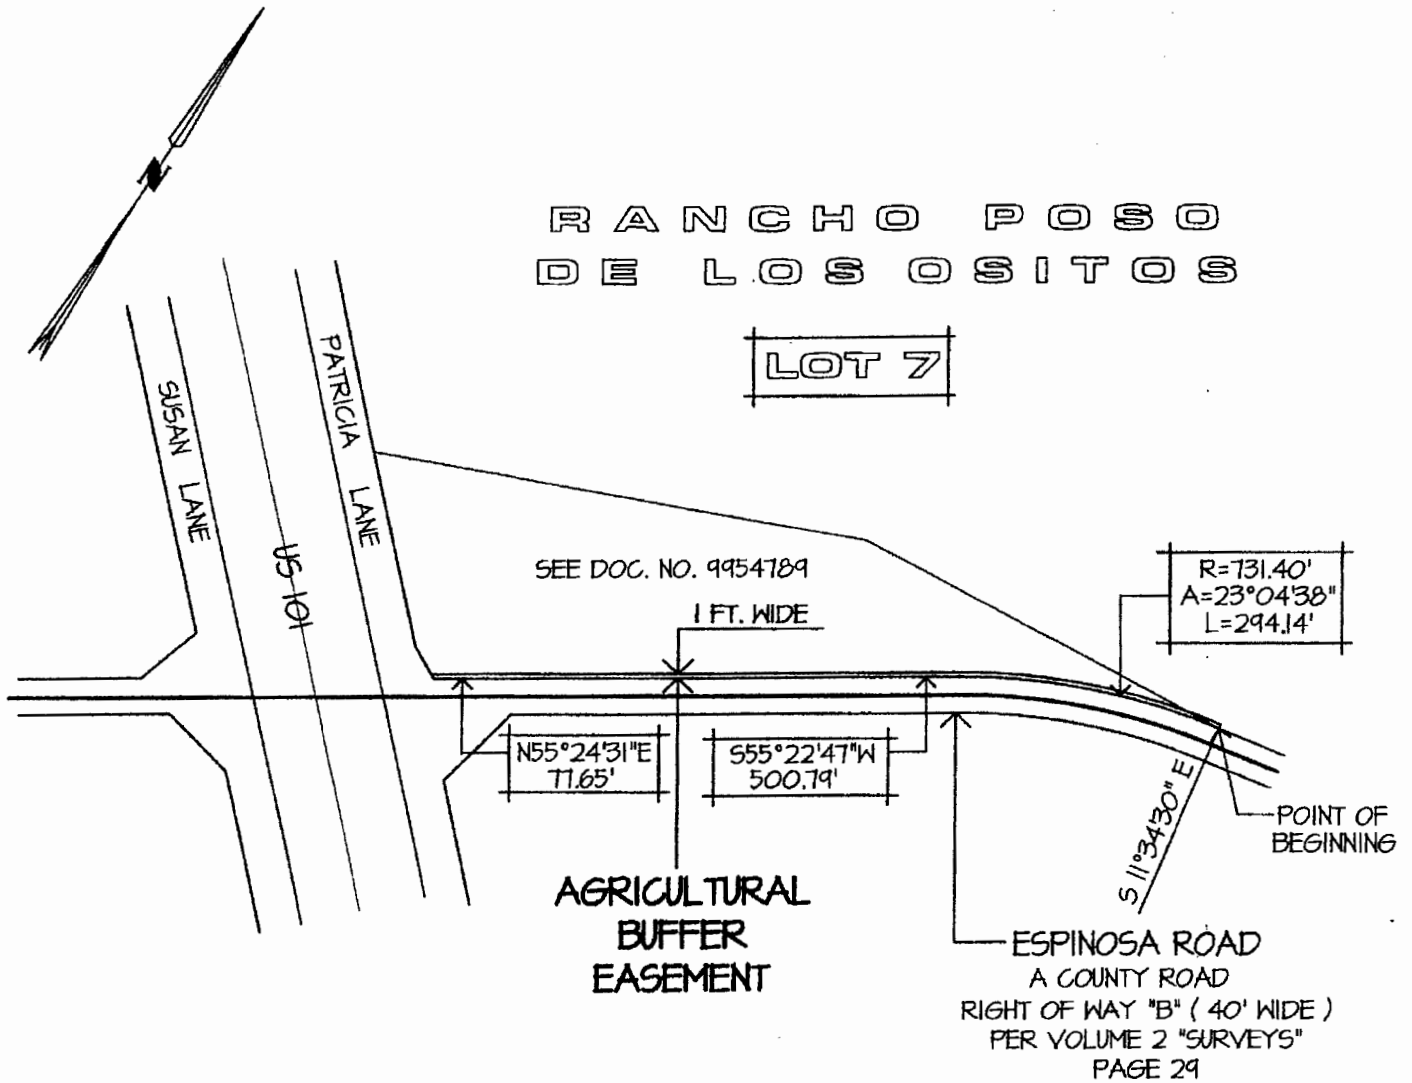 N
RANCHO POSO
DE LOS OSITOS
LOT 7
SUSAN LANE
US-101
PATRICIA LANE
SEE DOC. NO. 9954789
1 FT. WIDE
R=731.40'
A=23°04'38"
L=294.14'
N55°24'31"E
77.65'
S55°22'47"W
500.79'
S 11°34'30" E
POINT OF
BEGINNING
AGRICULTURAL
BUFFER
EASEMENT
ESPINOSA ROAD
A COUNTY ROAD
RIGHT OF WAY "B" ( 40' WIDE )
PER VOLUME 2 "SURVEYS"
PAGE 29